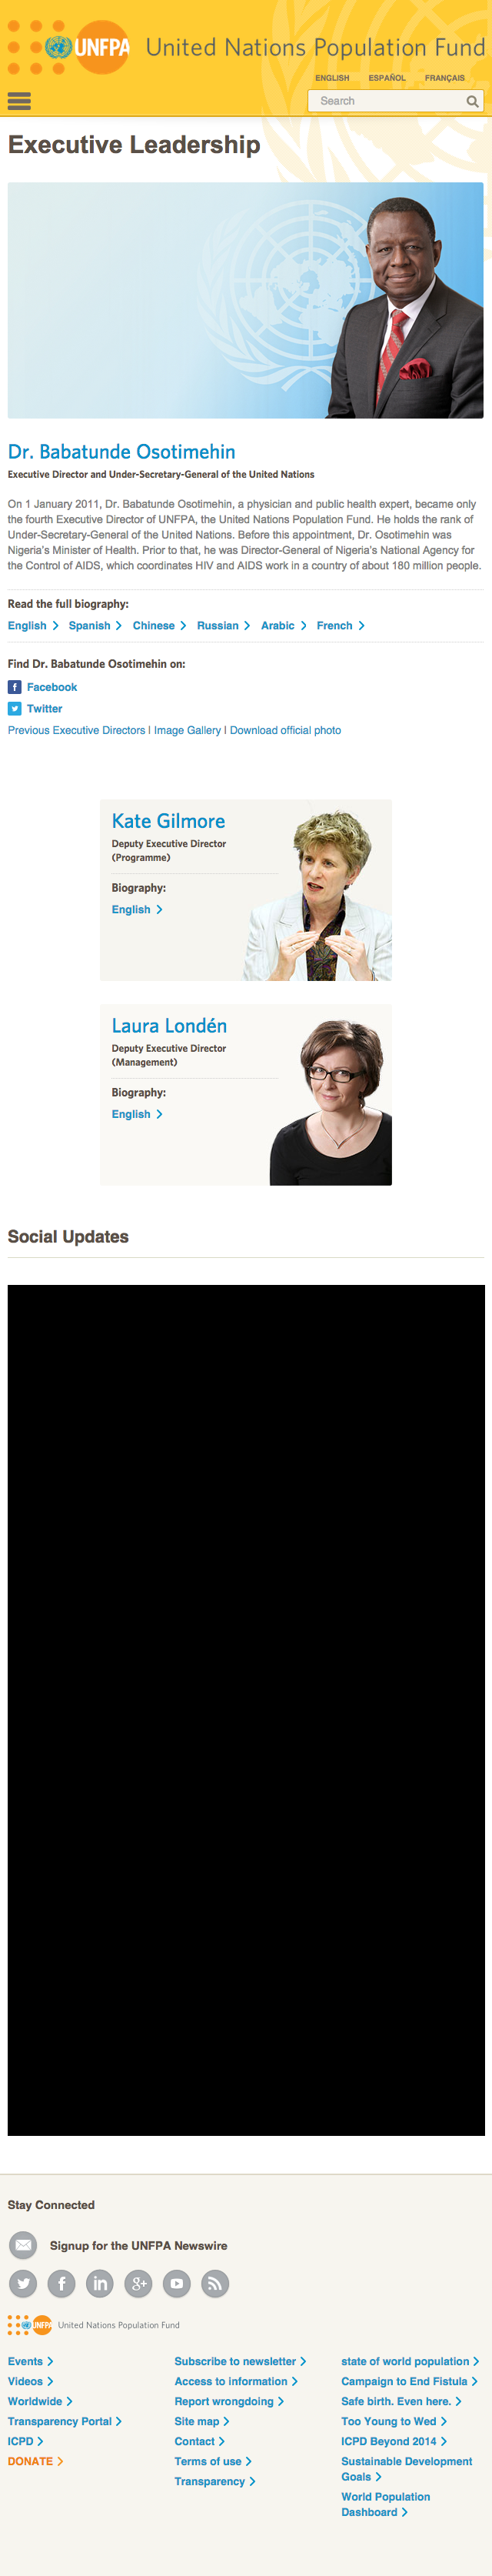 UNFPA
United Nations Population Fund
ENGLISH ESPAÑOL FRANÇAIS
Search
Executive Leadership
Dr. Babatunde Osotimehin
Executive Director and Under-Secretary-General of the United Nations
On 1 January 2011, Dr. Babatunde Osotimehin, a physician and public health expert, became only
the fourth Executive Director of UNFPA, the United Nations Population Fund. He holds the rank of
Under-Secretary-General of the United Nations. Before this appointment, Dr. Osotimehin was
Nigeria's Minister of Health. Prior to that, he was Director-General of Nigeria's National Agency for
the Control of AIDS, which coordinates HIV and AIDS work in a country of about 180 million people.
Read the full biography:
English Spanish Chinese Russian Arabic French
Find Dr. Babatunde Osotimehin on:
Facebook
Twitter
Previous Executive Directors | Image Gallery | Download official photo
Kate Gilmore
Deputy Executive Director
(Programme)
Biography:
English
Laura Londén
Deputy Executive Director
(Management)
Biography:
English
Social Updates
Stay Connected
Signup for the UNFPA Newswire
UNFPA United Nations Population Fund
Events
Videos
Worldwide
Transparency Portal
ICPD
DONATE
Subscribe to newsletter
Access to information
Report wrongdoing
Site map
Contact
Terms of use
Transparency
state of world population
Campaign to End Fistula
Safe birth. Even here.
Too Young to Wed
ICPD Beyond 2014
Sustainable Development
Goals
World Population
Dashboard